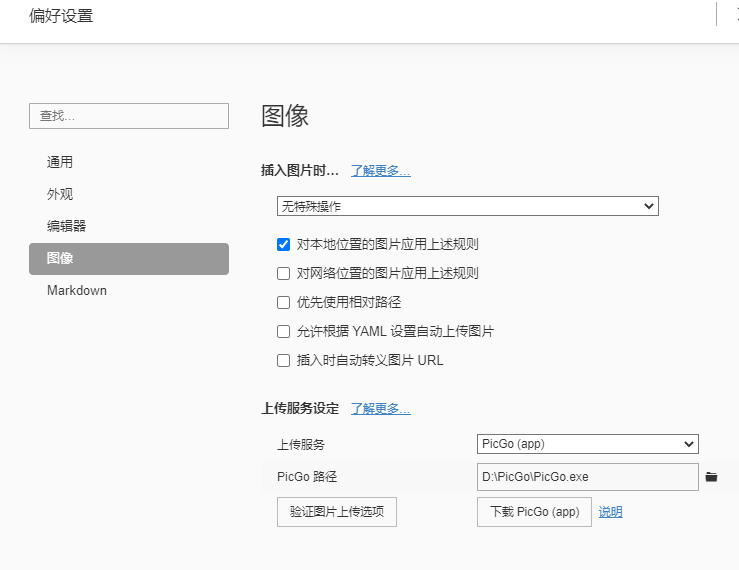 偏好设置
查找...
通用
外观
编辑器
图像
Markdown
图像
插入图片时... 了解更多...
无特殊操作
对本地位置的图片应用上述规则
对网络位置的图片应用上述规则
优先使用相对路径
允许根据 YAML 设置自动上传图片
插入时自动转义图片 URL
上传服务设定 了解更多...
上传服务 PicGo (app)
PicGo 路径 D:\PicGo\PicGo.exe
验证图片上传选项 下载 PicGo (app) 说明